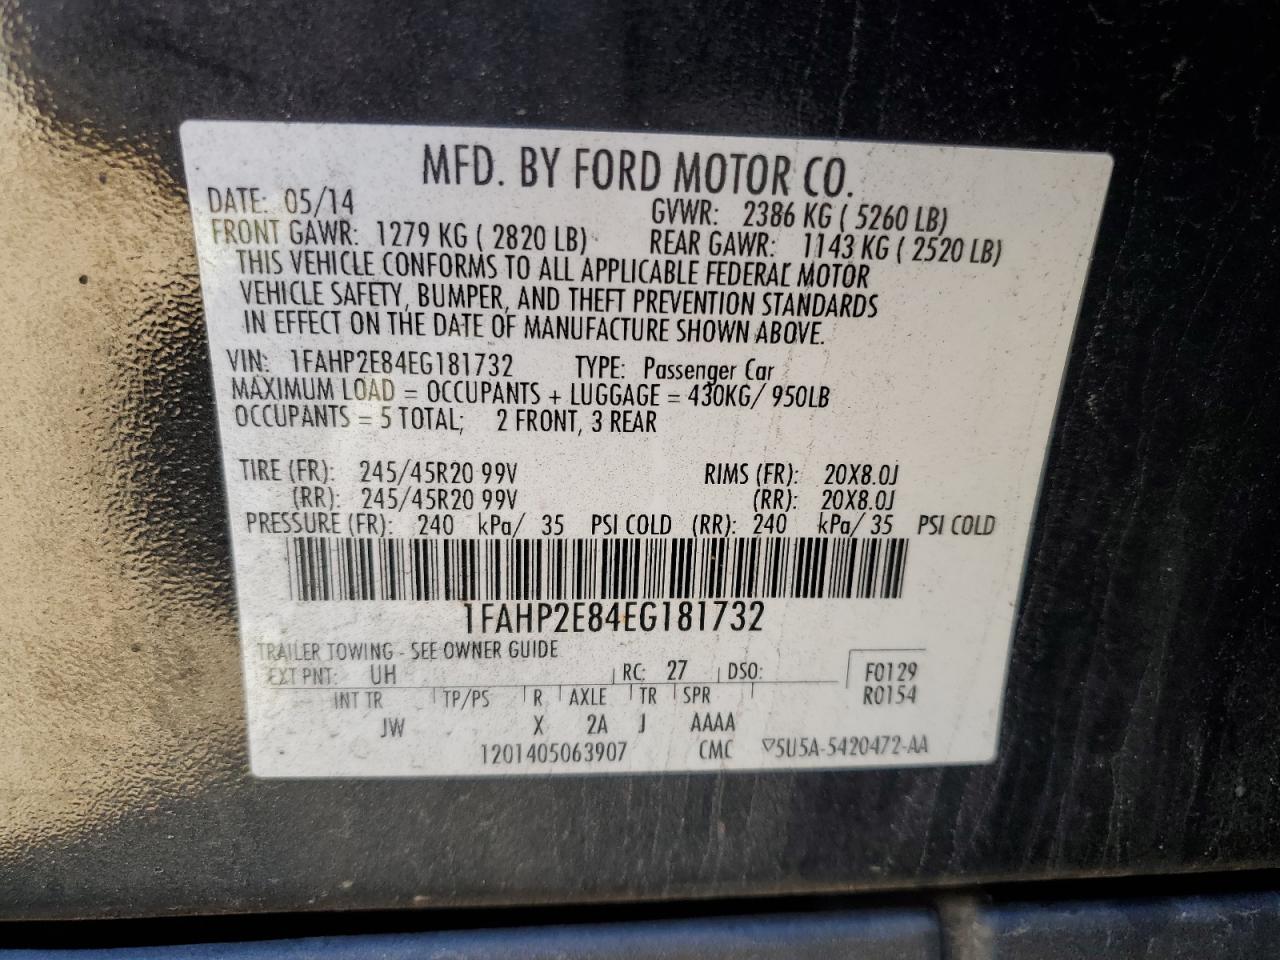 MFD. BY FORD MOTOR CO.
DATE: 05/14 GVWR: 2386 KG ( 5260 LB)
FRONT GAWR: 1279 KG ( 2820 LB) REAR GAWR: 1143 KG ( 2520 LB)
THIS VEHICLE CONFORMS TO ALL APPLICABLE FEDERAL MOTOR
VEHICLE SAFETY, BUMPER, AND THEFT PREVENTION STANDARDS
IN EFFECT ON THE DATE OF MANUFACTURE SHOWN ABOVE.
VIN: 1FAHP2E84EG181732 TYPE: Passenger Car
MAXIMUM LOAD = OCCUPANTS + LUGGAGE = 430KG/ 950LB
OCCUPANTS = 5 TOTAL; 2 FRONT, 3 REAR
TIRE (FR): 245/45R20 99V RIMS (FR): 20X8.0J
(RR): 245/45R20 99V (RR): 20X8.0J
PRESSURE (FR): 240 kPa/ 35 PSI COLD (RR): 240 kPa/ 35 PSI COLD
1FAHP2E84EG181732
TRAILER TOWING - SEE OWNER GUIDE
EXT PNT: UH RC: 27 DSO: F0129
INT TR TP/PS R AXLE TR SPR R0154
JW X 2A J AAAA
1201405063907 CMC ▽5U5A-5420472-AA